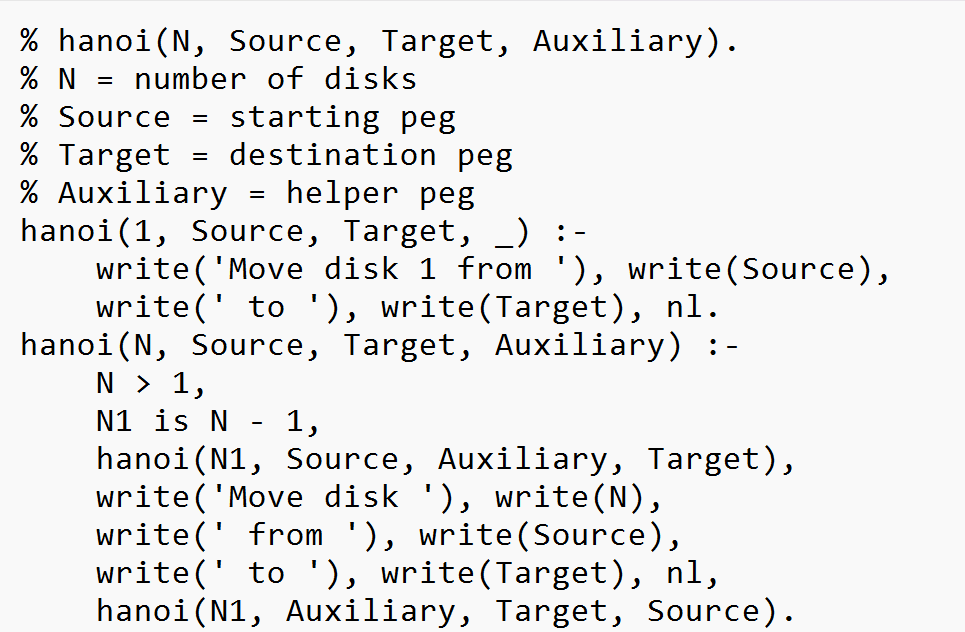 % hanoi(N, Source, Target, Auxiliary).
% N = number of disks
% Source = starting peg
% Target = destination peg
% Auxiliary = helper peg
hanoi(1, Source, Target, _) :-
    write('Move disk 1 from '), write(Source),
    write(' to '), write(Target), nl.
hanoi(N, Source, Target, Auxiliary) :-
    N > 1,
    N1 is N - 1,
    hanoi(N1, Source, Auxiliary, Target),
    write('Move disk '), write(N),
    write(' from '), write(Source),
    write(' to '), write(Target), nl,
    hanoi(N1, Auxiliary, Target, Source).